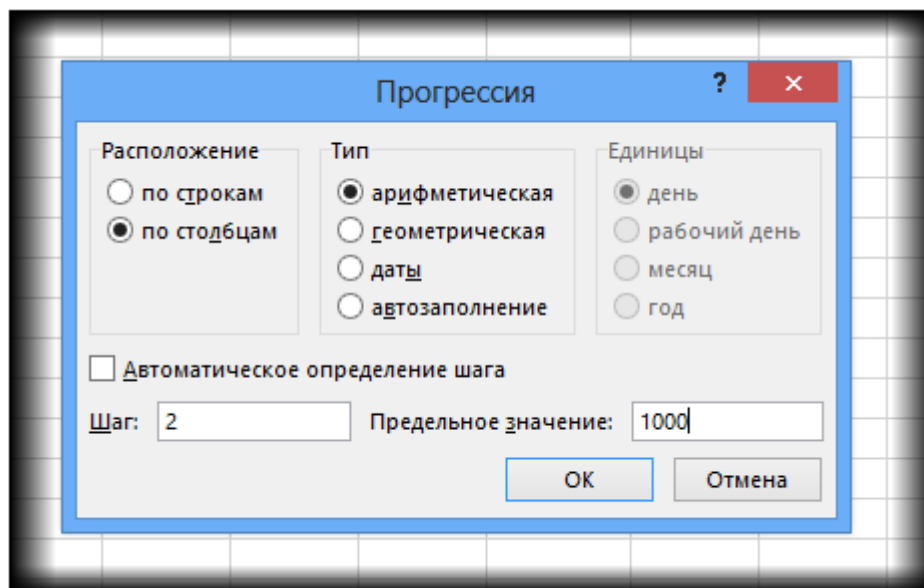 Прогрессия ?
Расположение
по строкам
по столбцам
Тип
арифметическая
геометрическая
даты
автозаполнение
Единицы
день
рабочий день
месяц
год
Автоматическое определение шага
Шаг: 2 Предельное значение: 1000
ОК Отмена